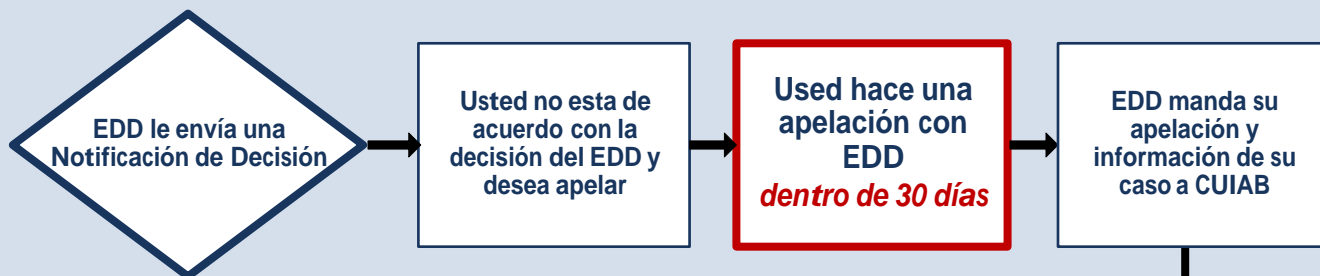 EDD le envía una
Notificación de Decisión
Usted no esta de
acuerdo con la
decisión del EDD y
desea apelar
Used hace una
apelación con
EDD
dentro de 30 días
EDD manda su
apelación y
información de su
caso a CUIAB